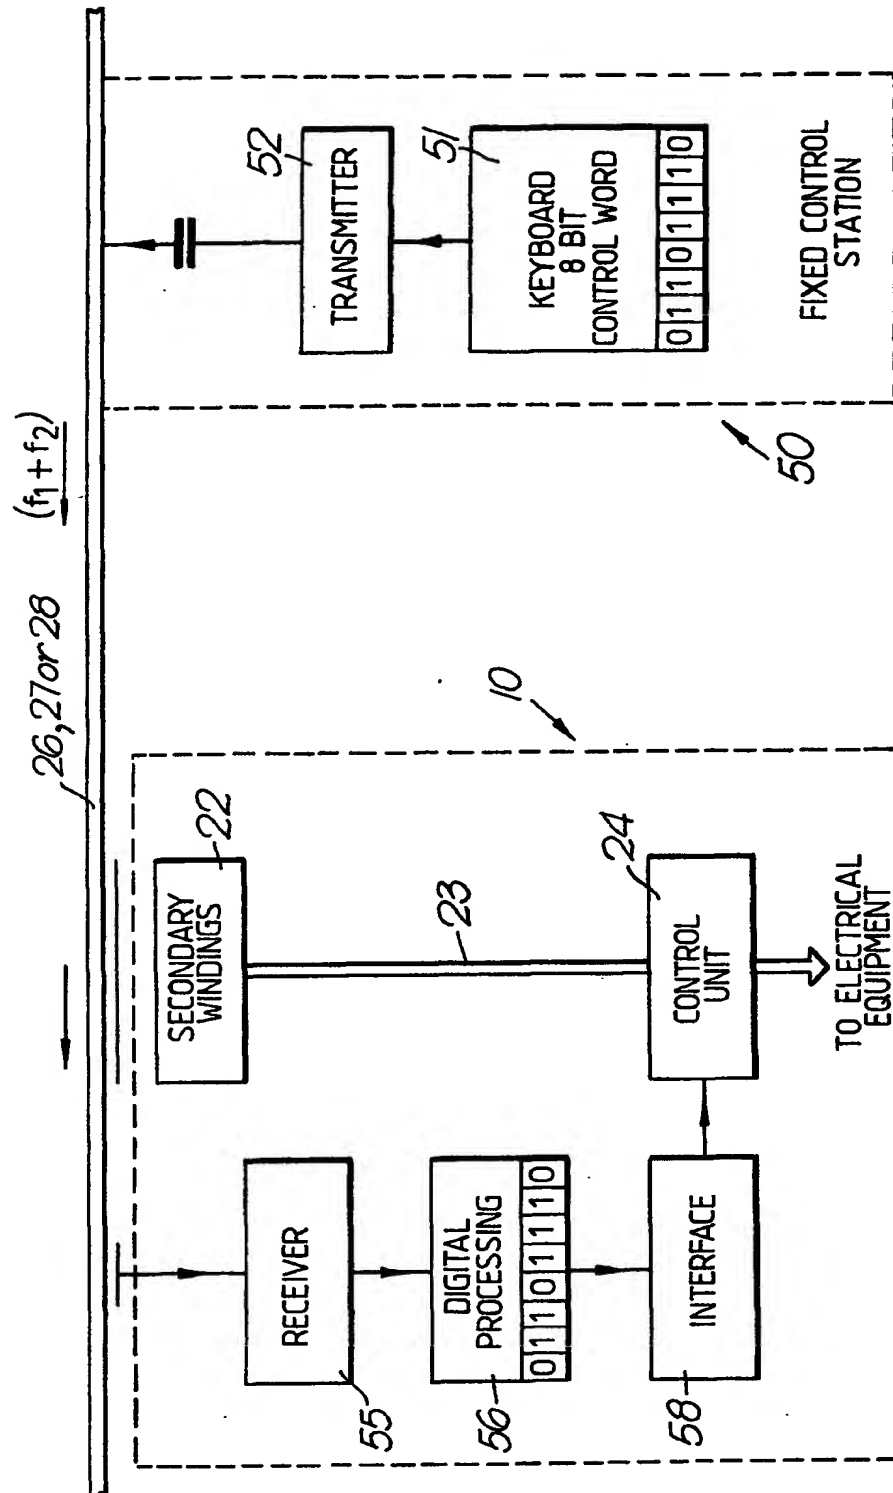 26, 27 or 28
(f₁+f₂)
22
SECONDARY
WINDINGS
23
10
24
CONTROL
UNIT
TO ELECTRICAL
EQUIPMENT
RECEIVER
55
DIGITAL
PROCESSING
0 1 1 0 1 1 1 0
56
INTERFACE
58
52
TRANSMITTER
51
KEYBOARD
8 BIT
CONTROL WORD
0 1 1 0 1 1 1 0
FIXED CONTROL
STATION
50